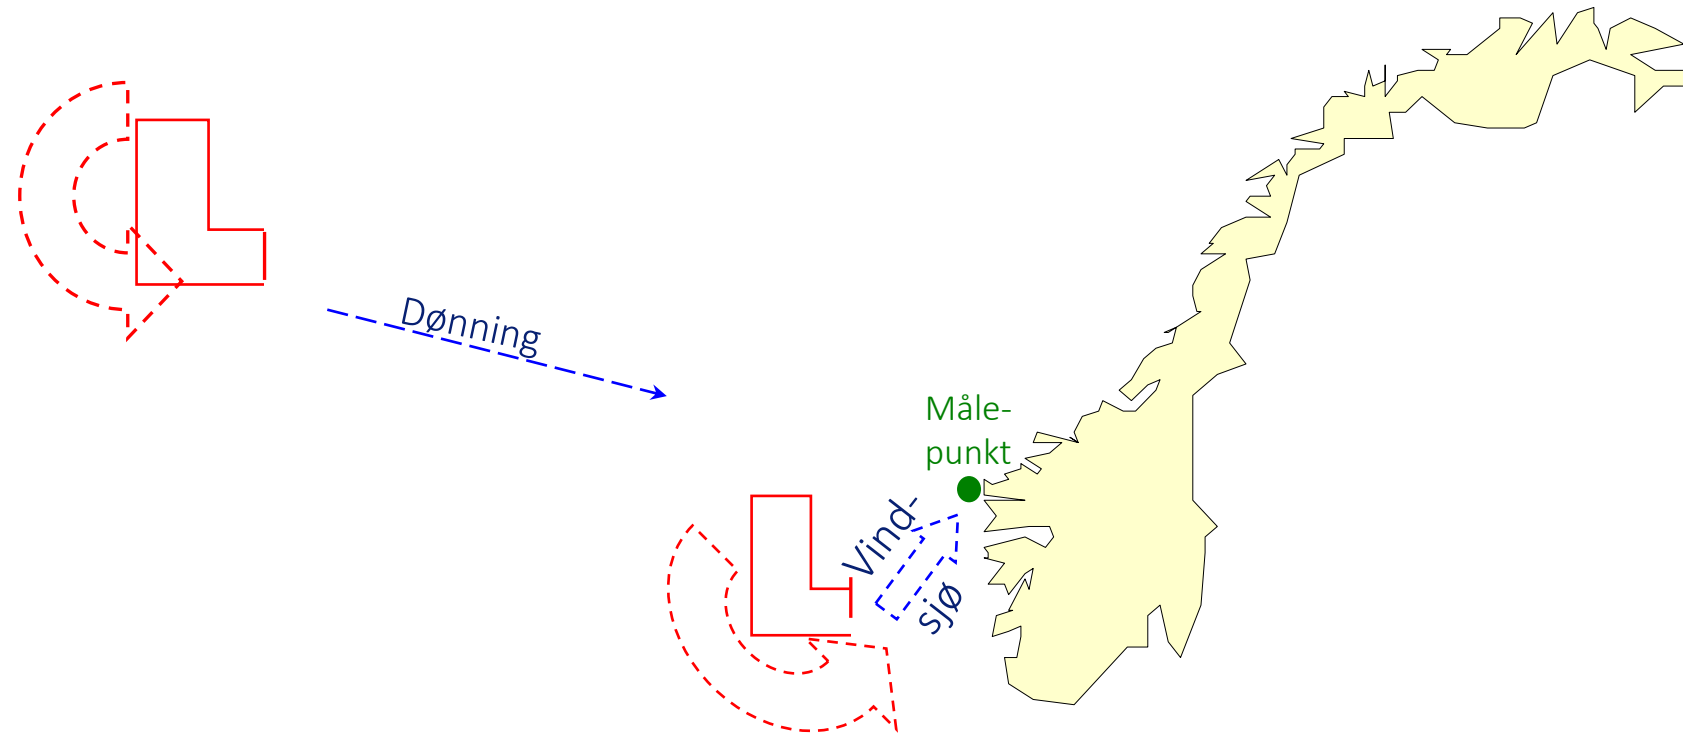 L
Dønning
Måle-
punkt
L
Vind-
sjø